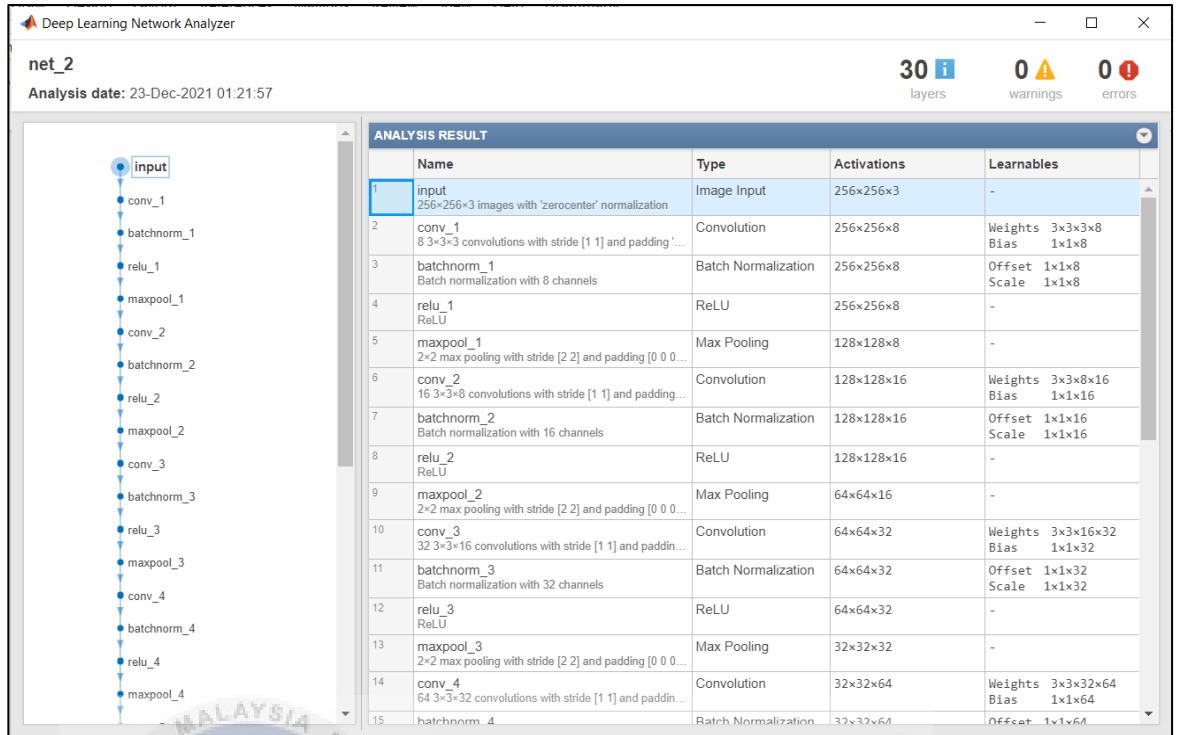 Deep Learning Network Analyzer
net_2
Analysis date: 23-Dec-2021 01:21:57
30 i
layers
0
warnings
0
errors
input
conv_1
batchnorm_1
relu_1
maxpool_1
conv_2
batchnorm_2
relu_2
maxpool_2
conv_3
batchnorm_3
relu_3
maxpool_3
conv_4
batchnorm_4
relu_4
maxpool_4
ANALYSIS RESULT
Name Type Activations Learnables
1 input Image Input 256×256×3 -
256×256×3 images with 'zerocenter' normalization
2 conv_1 Convolution 256×256×8 Weights 3×3×3×8
8 3×3×3 convolutions with stride [1 1] and padding '... Bias 1×1×8
3 batchnorm_1 Batch Normalization 256×256×8 Offset 1×1×8
Batch normalization with 8 channels Scale 1×1×8
4 relu_1 ReLU 256×256×8 -
ReLU
5 maxpool_1 Max Pooling 128×128×8 -
2×2 max pooling with stride [2 2] and padding [0 0 0...
6 conv_2 Convolution 128×128×16 Weights 3×3×8×16
16 3×3×8 convolutions with stride [1 1] and padding... Bias 1×1×16
7 batchnorm_2 Batch Normalization 128×128×16 Offset 1×1×16
Batch normalization with 16 channels Scale 1×1×16
8 relu_2 ReLU 128×128×16 -
ReLU
9 maxpool_2 Max Pooling 64×64×16 -
2×2 max pooling with stride [2 2] and padding [0 0 0...
10 conv_3 Convolution 64×64×32 Weights 3×3×16×32
32 3×3×16 convolutions with stride [1 1] and paddin... Bias 1×1×32
11 batchnorm_3 Batch Normalization 64×64×32 Offset 1×1×32
Batch normalization with 32 channels Scale 1×1×32
12 relu_3 ReLU 64×64×32 -
ReLU
13 maxpool_3 Max Pooling 32×32×32 -
2×2 max pooling with stride [2 2] and padding [0 0 0...
14 conv_4 Convolution 32×32×64 Weights 3×3×32×64
64 3×3×32 convolutions with stride [1 1] and paddin... Bias 1×1×64
15 batchnorm_4 Batch Normalization 32×32×64 Offset 1×1×64
MALAYSIA